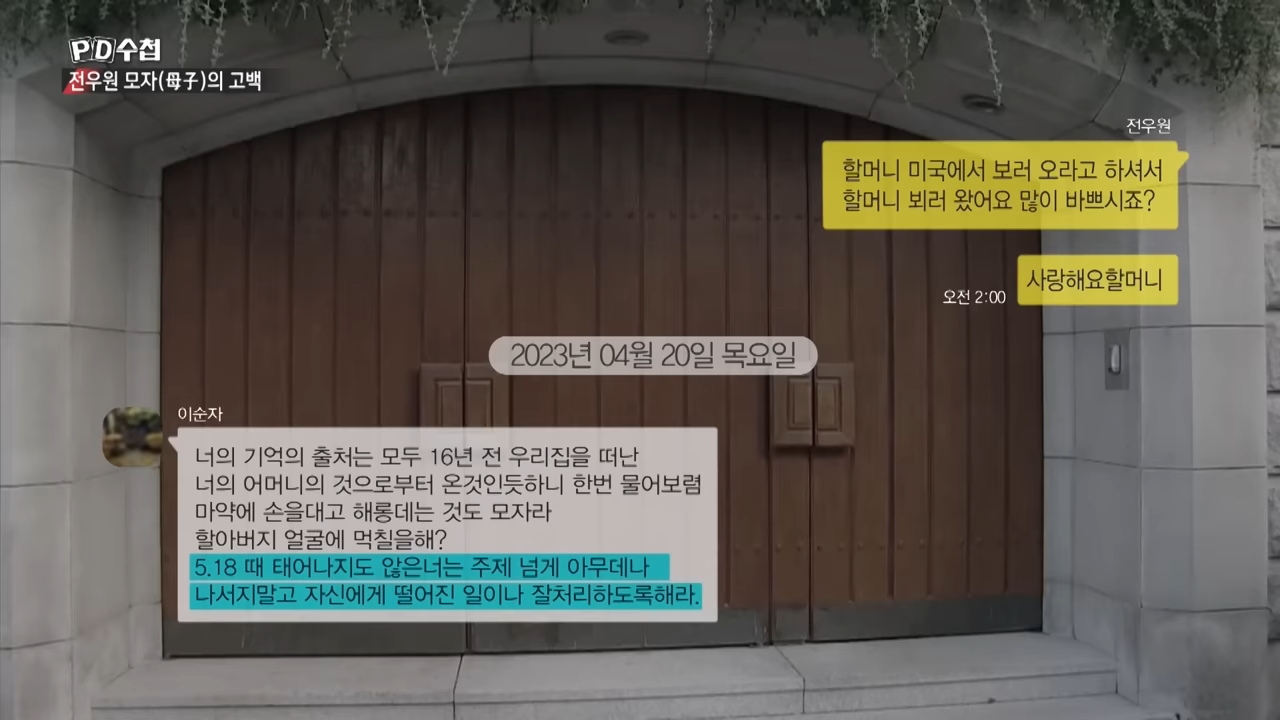 PD수첩
전우원 모자(母子)의 고백
전우원
할머니 미국에서 보러 오라고 하셔서
할머니 뵈러 왔어요 많이 바쁘시죠?
사랑해요할머니
오전 2:00
2023년 04월 20일 목요일
이순자
너의 기억의 출처는 모두 16년 전 우리집을 떠난
너의 어머니의 것으로부터 온것인듯하니 한번 물어보렴
마약에 손을대고 해롱데는 것도 모자라
할아버지 얼굴에 먹칠을해?
5.18 때 태어나지도 않은너는 주제 넘게 아무데나
나서지말고 자신에게 떨어진 일이나 잘처리하도록해라.